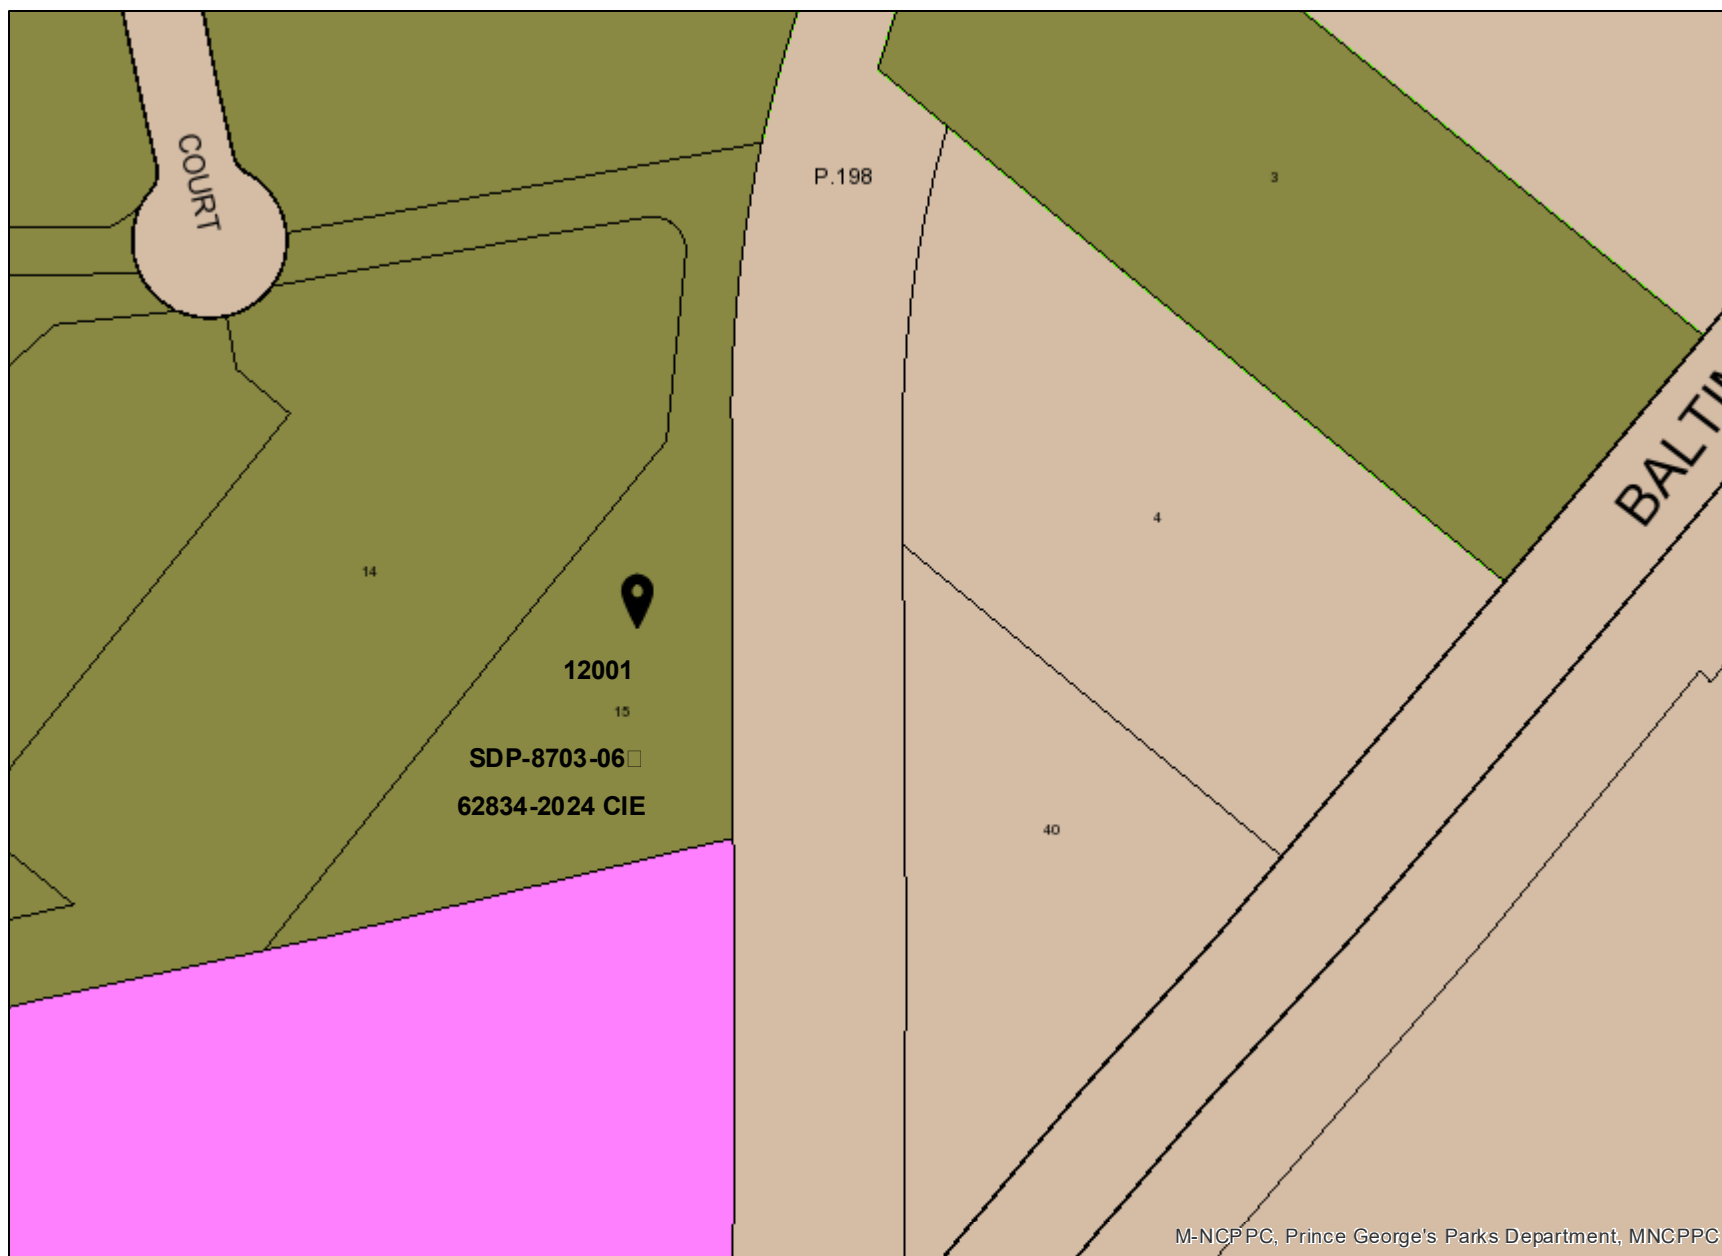 COURT
P.198
3
BALTIM
4
14
12001
15
SDP-8703-06
62834-2024 CIE
40
M-NCPPC, Prince George's Parks Department, MNCPPC